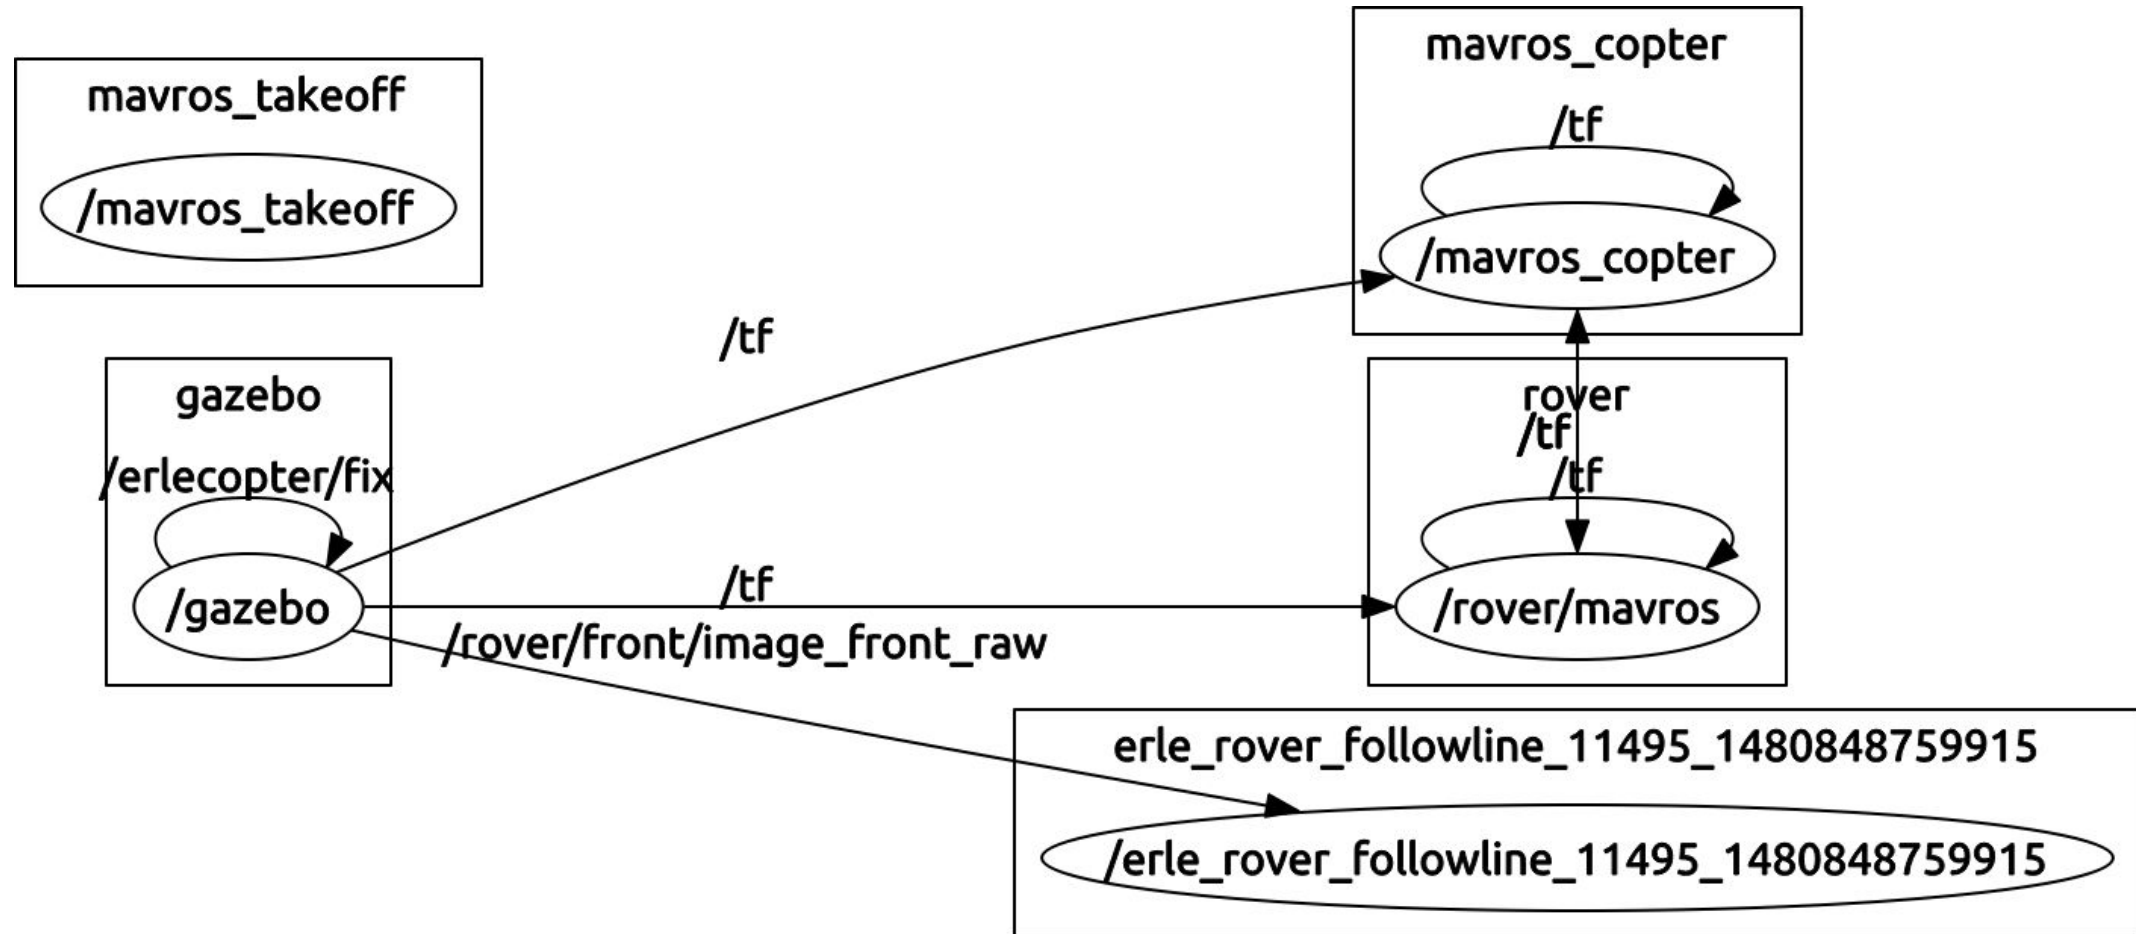 mavros_takeoff
/mavros_takeoff
mavros_copter
/tf
/mavros_copter
/tf
gazebo
/erlecopter/fix
/gazebo
/tf
/rover/front/image_front_raw
rover
/tf
/tf
/rover/mavros
erle_rover_followline_11495_1480848759915
/erle_rover_followline_11495_1480848759915